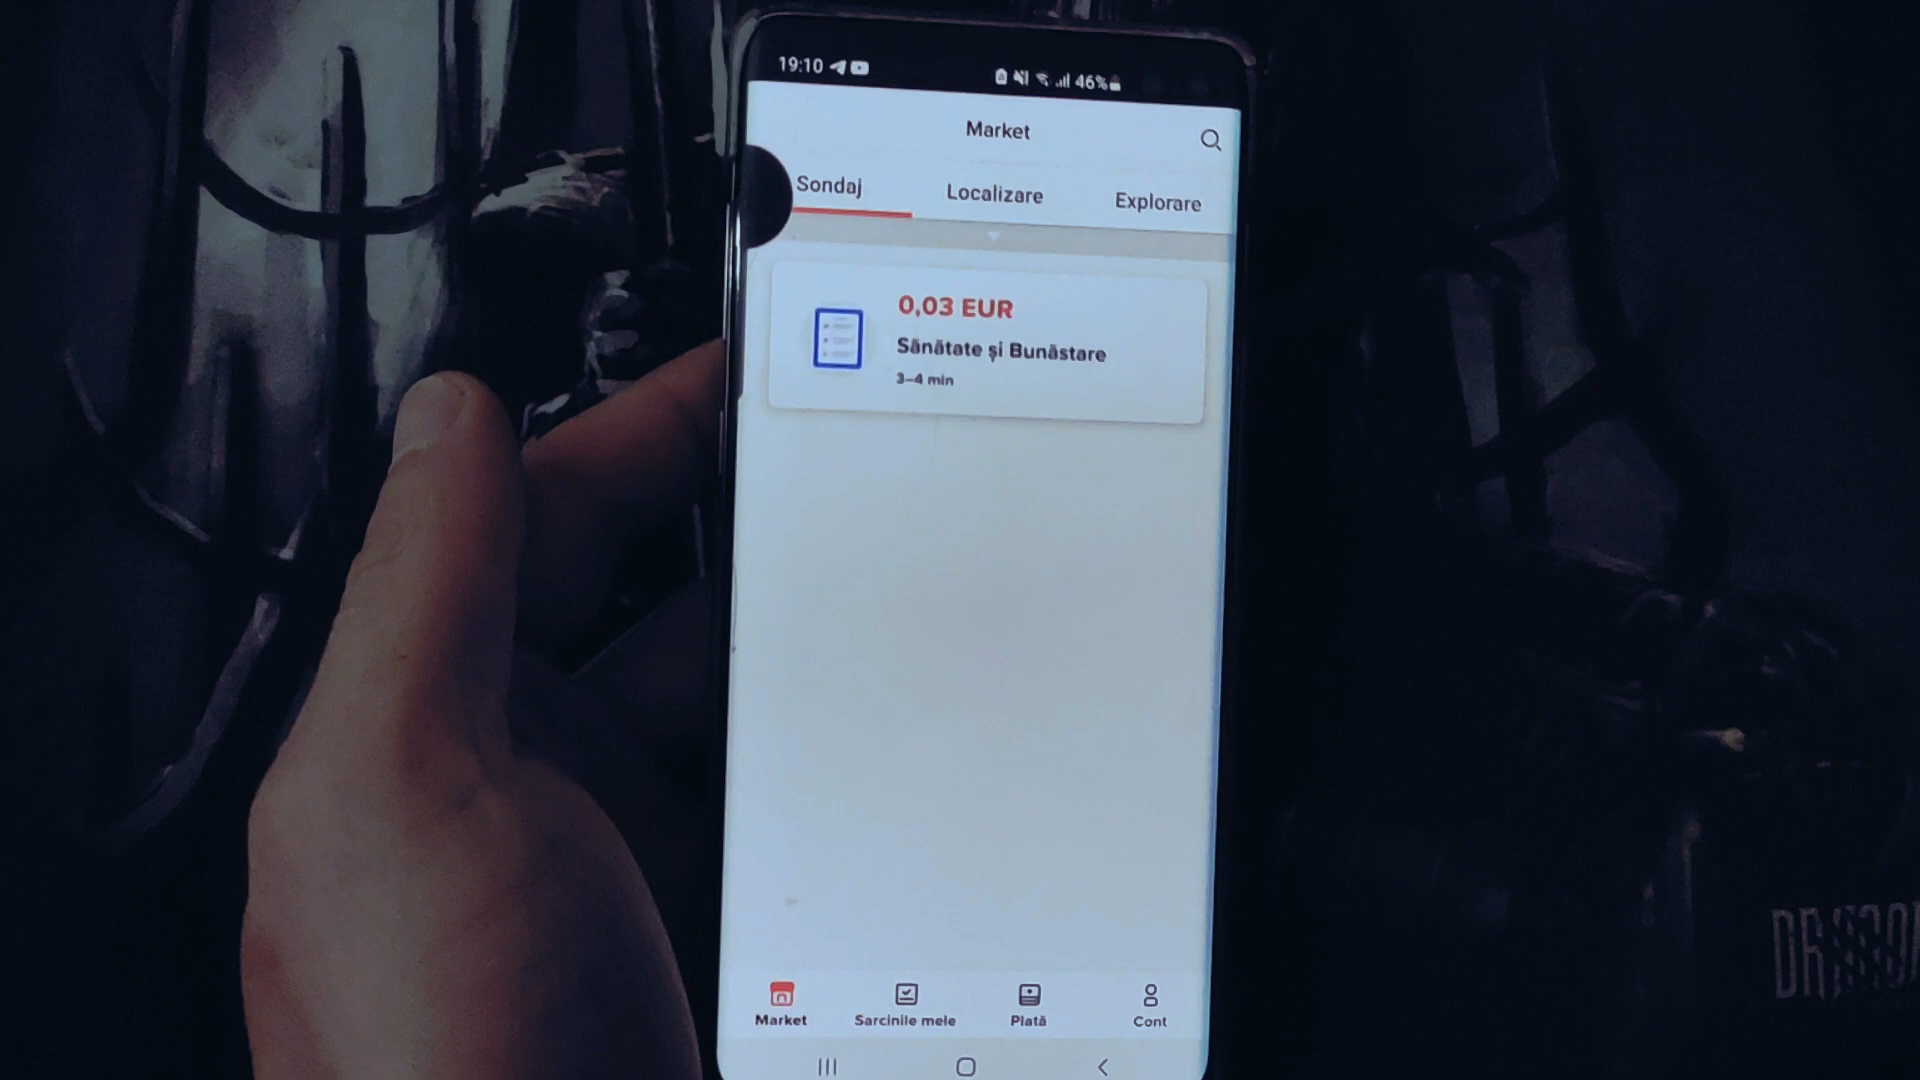 19:10
46%
Market
Sondaj
Localizare
Explorare
0,03 EUR
Sănătate și Bunăstare
3–4 min
Market
Sarcinile mele
Plată
Cont